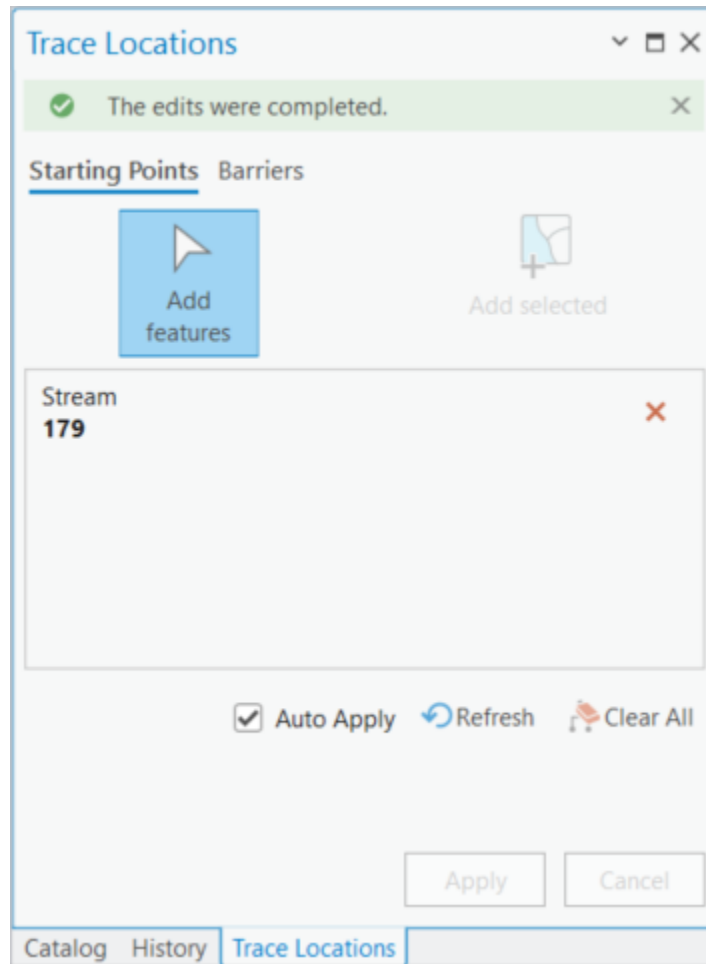 Trace Locations
The edits were completed.
Starting Points Barriers
Add
features
Add selected
Stream
179
Auto Apply Refresh Clear All
Apply Cancel
Catalog History Trace Locations